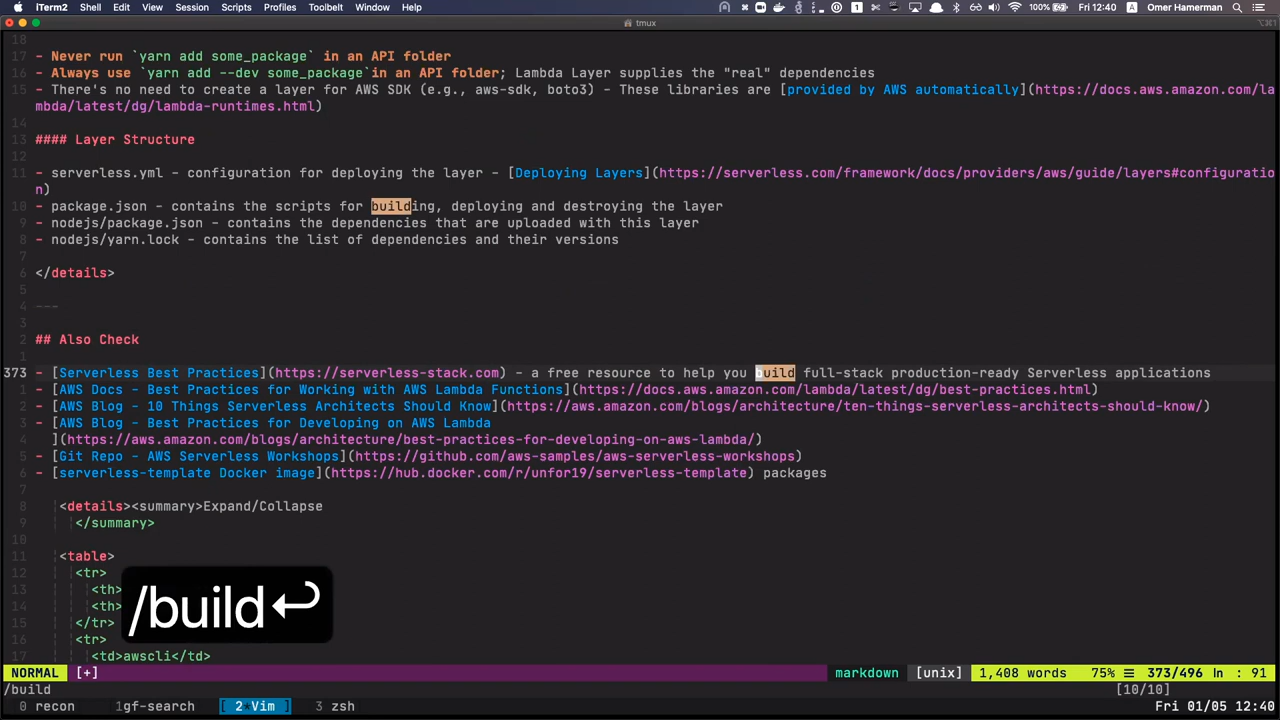 iTerm2 Shell Edit View Session Scripts Profiles Toolbelt Window Help 100% Fri 12:40 Omer Hamerman
tmux
18
17 - Never run `yarn add some_package` in an API folder
16 - Always use `yarn add --dev some_package`in an API folder; Lambda Layer supplies the "real" dependencies
15 - There's no need to create a layer for AWS SDK (e.g., aws-sdk, boto3) - These libraries are [provided by AWS automatically](https://docs.aws.amazon.com/la
mbda/latest/dg/lambda-runtimes.html)
14
13 #### Layer Structure
12
11 - serverless.yml - configuration for deploying the layer - [Deploying Layers](https://serverless.com/framework/docs/providers/aws/guide/layers#configuratio
n)
10 - package.json - contains the scripts for building, deploying and destroying the layer
9 - nodejs/package.json - contains the dependencies that are uploaded with this layer
8 - nodejs/yarn.lock - contains the list of dependencies and their versions
7
6 </details>
5
4 ---
3
2 ## Also Check
1
373 - [Serverless Best Practices](https://serverless-stack.com) - a free resource to help you build full-stack production-ready Serverless applications
1 - [AWS Docs - Best Practices for Working with AWS Lambda Functions](https://docs.aws.amazon.com/lambda/latest/dg/best-practices.html)
2 - [AWS Blog - 10 Things Serverless Architects Should Know](https://aws.amazon.com/blogs/architecture/ten-things-serverless-architects-should-know/)
3 - [AWS Blog - Best Practices for Developing on AWS Lambda
4 ](https://aws.amazon.com/blogs/architecture/best-practices-for-developing-on-aws-lambda/)
5 - [Git Repo - AWS Serverless Workshops](https://github.com/aws-samples/aws-serverless-workshops)
6 - [serverless-template Docker image](https://hub.docker.com/r/unfor19/serverless-template) packages
7
8 <details><summary>Expand/Collapse
9 </summary>
10
11 <table>
12 <tr>
13 <th>
14 <th>
15 </tr>
16 <tr>
17 <td>awscli</td>
/build↩
NORMAL [+] markdown [unix] 1,408 words 75% ☰ 373/496 ln : 91
/build [10/10]
0 recon 1gf-search 2*Vim 3 zsh Fri 01/05 12:40